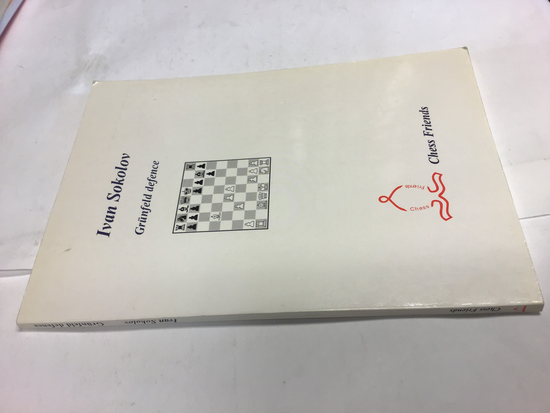 Ivan Sokolov
Grünfeld defence
Chess Friends
Chess Friends
Grünfeld defence
Ivan Sokolov
Chess Friends